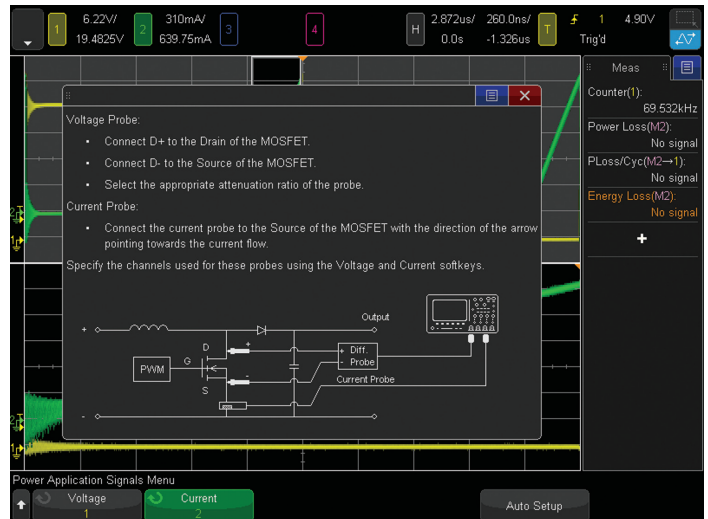 1
6.22V/
19.4825V
2
310mA/
639.75mA
3
4
H
2.872us/
0.0s
260.0ns/
-1.326us
T
1
4.90V
Trig'd
Meas
Counter(1):
69.532kHz
Power Loss(M2):
No signal
PLoss/Cyc(M2→1):
No signal
Energy Loss(M2):
No signal
+
Voltage Probe:
• Connect D+ to the Drain of the MOSFET.
• Connect D- to the Source of the MOSFET.
• Select the appropriate attenuation ratio of the probe.
Current Probe:
• Connect the current probe to the Source of the MOSFET with the direction of the arrow
pointing towards the current flow.
Specify the channels used for these probes using the Voltage and Current softkeys.
Output
+
D
+
+ Diff.
- Probe
PWM
G
-
S
Current Probe
-
2
1
2
1
Power Application Signals Menu
Voltage
1
Current
2
Auto Setup